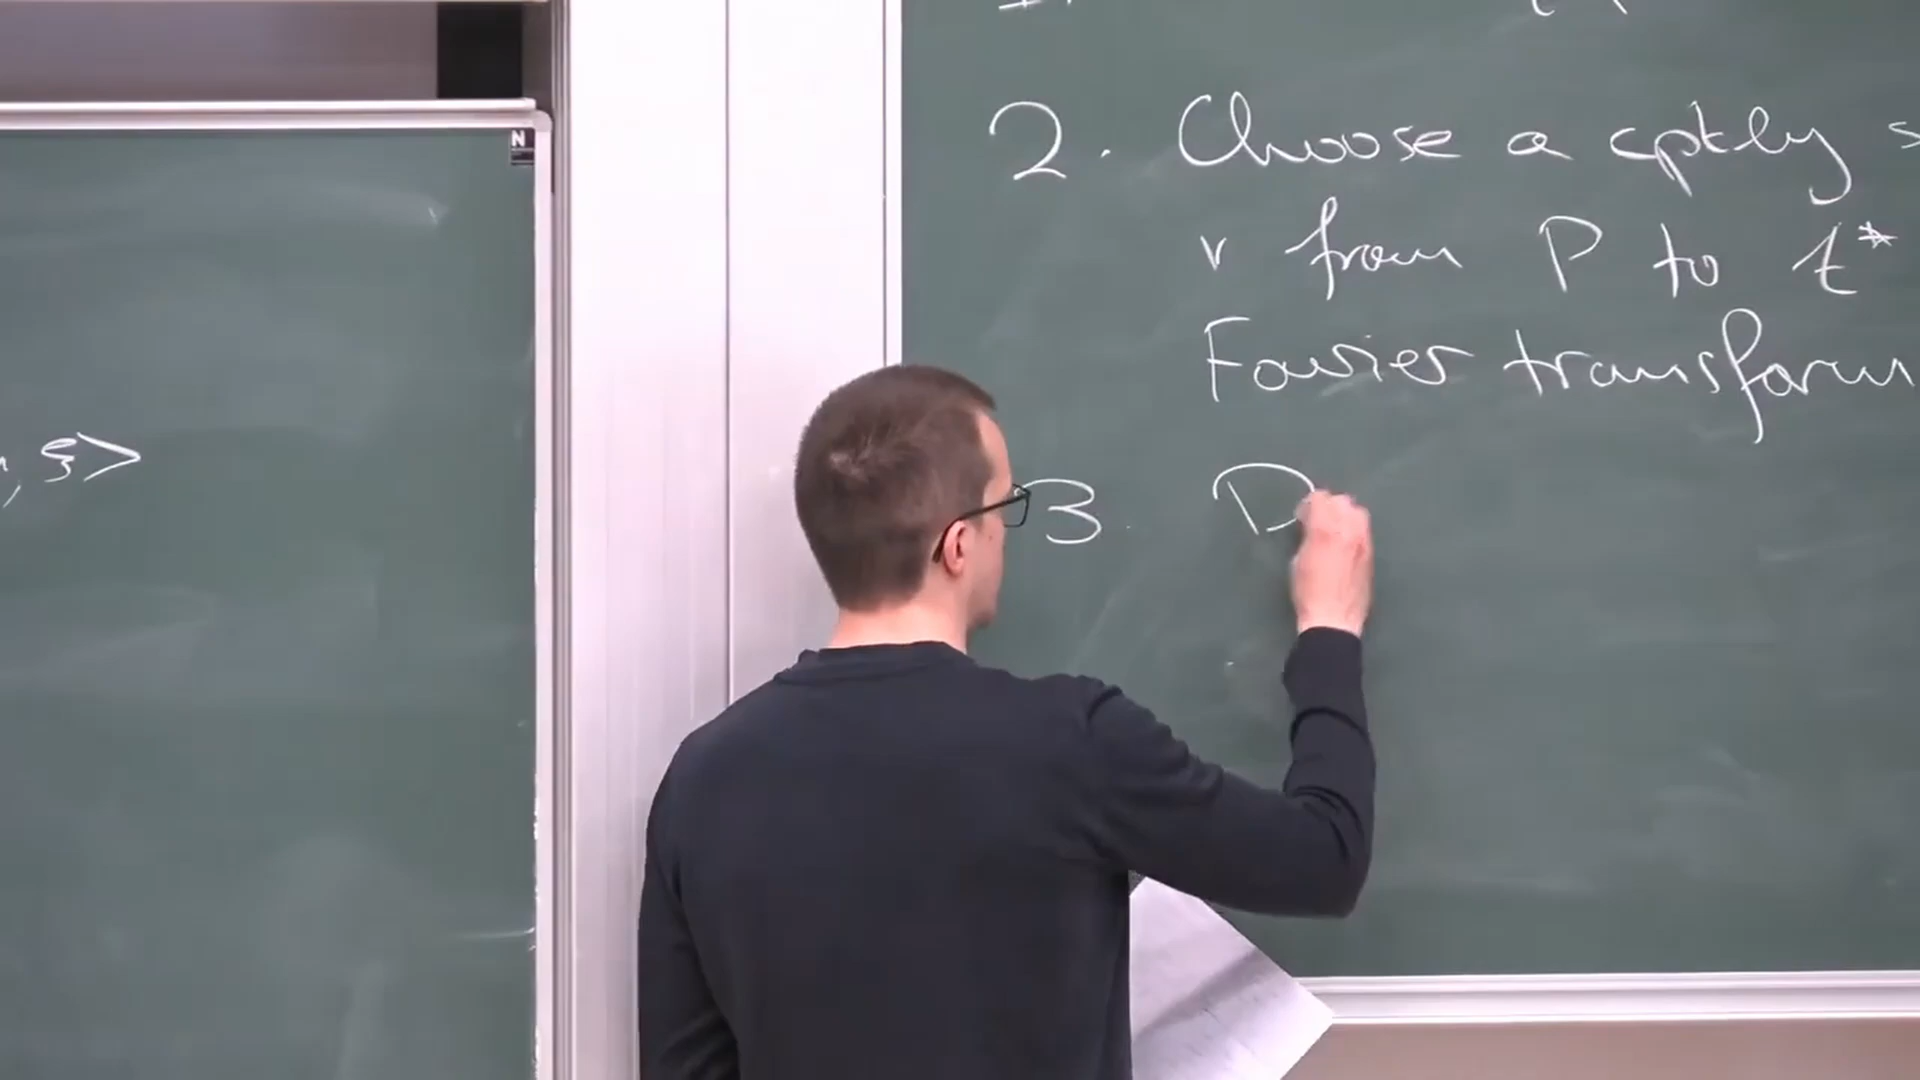 , ξ>
2. Choose a cptly s
v from P to t*
Fourier transform
3. D
N